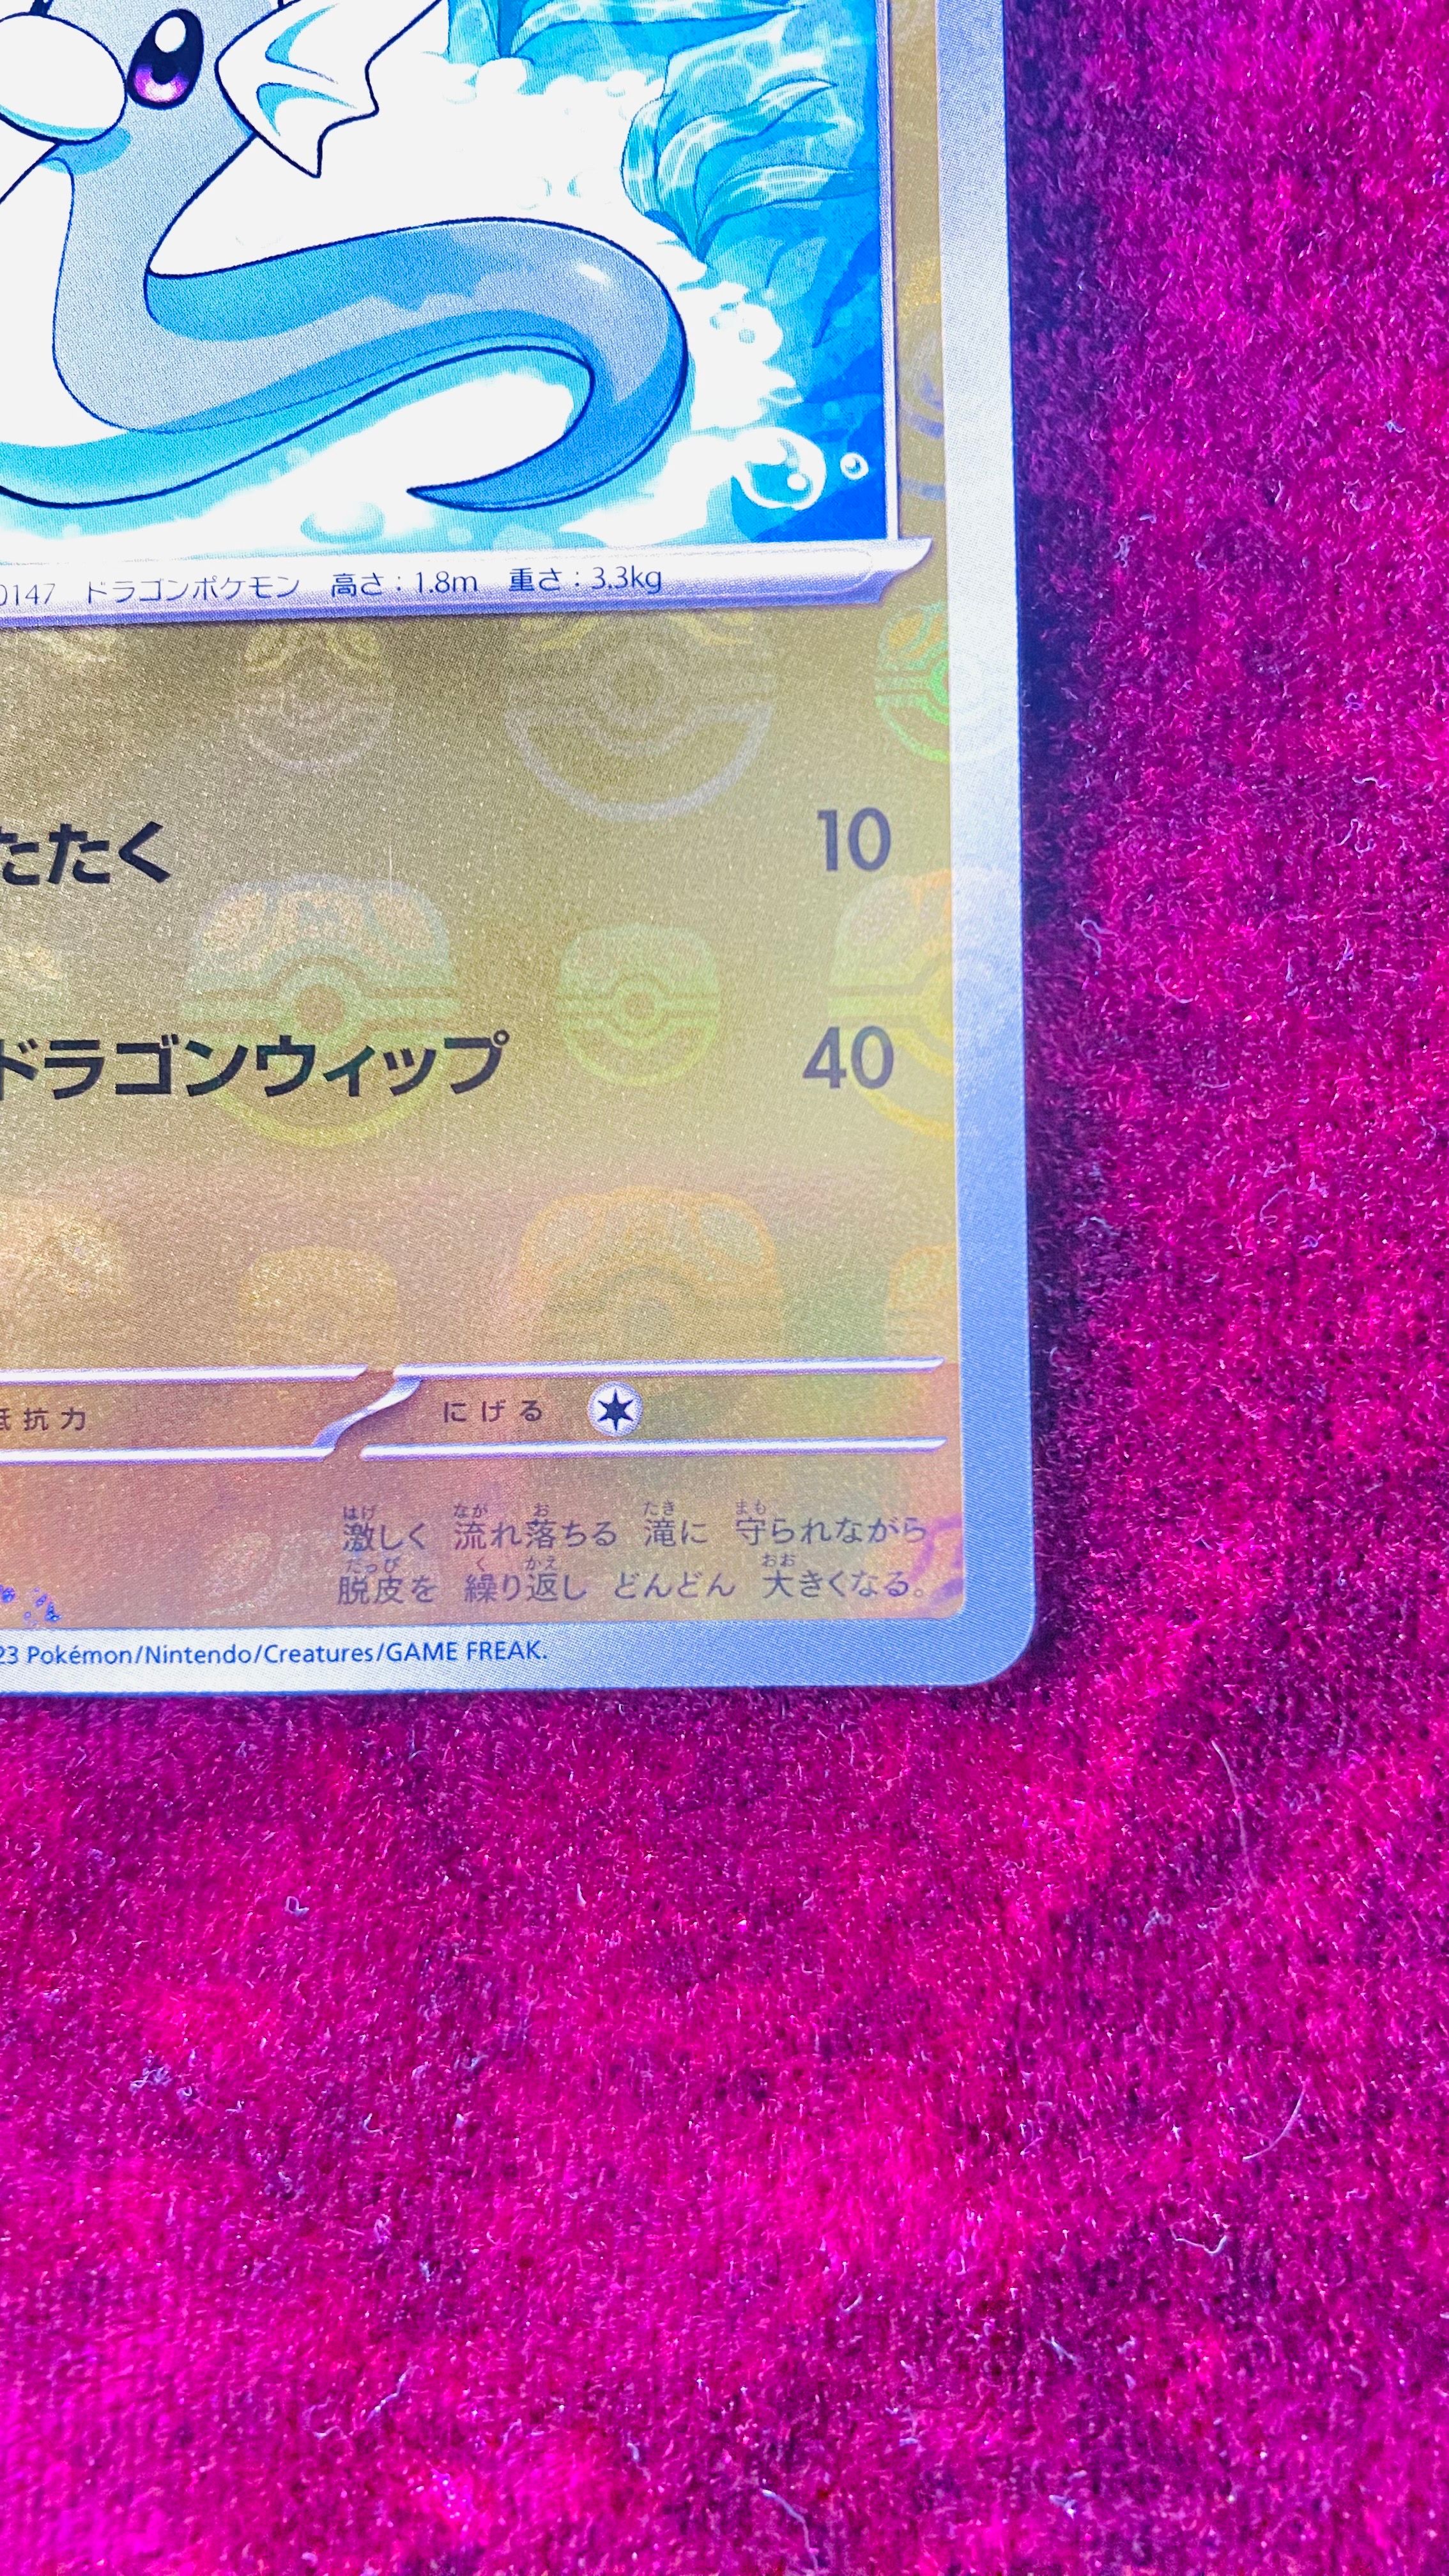 0147 ドラゴンポケモン 高さ：1.8m 重さ：3.3kg
たたく 10
ドラゴンウィップ 40
抵抗力 にげる
激しく 流れ落ちる 滝に 守られながら
脱皮を 繰り返し どんどん 大きくなる。
23 Pokémon/Nintendo/Creatures/GAME FREAK.